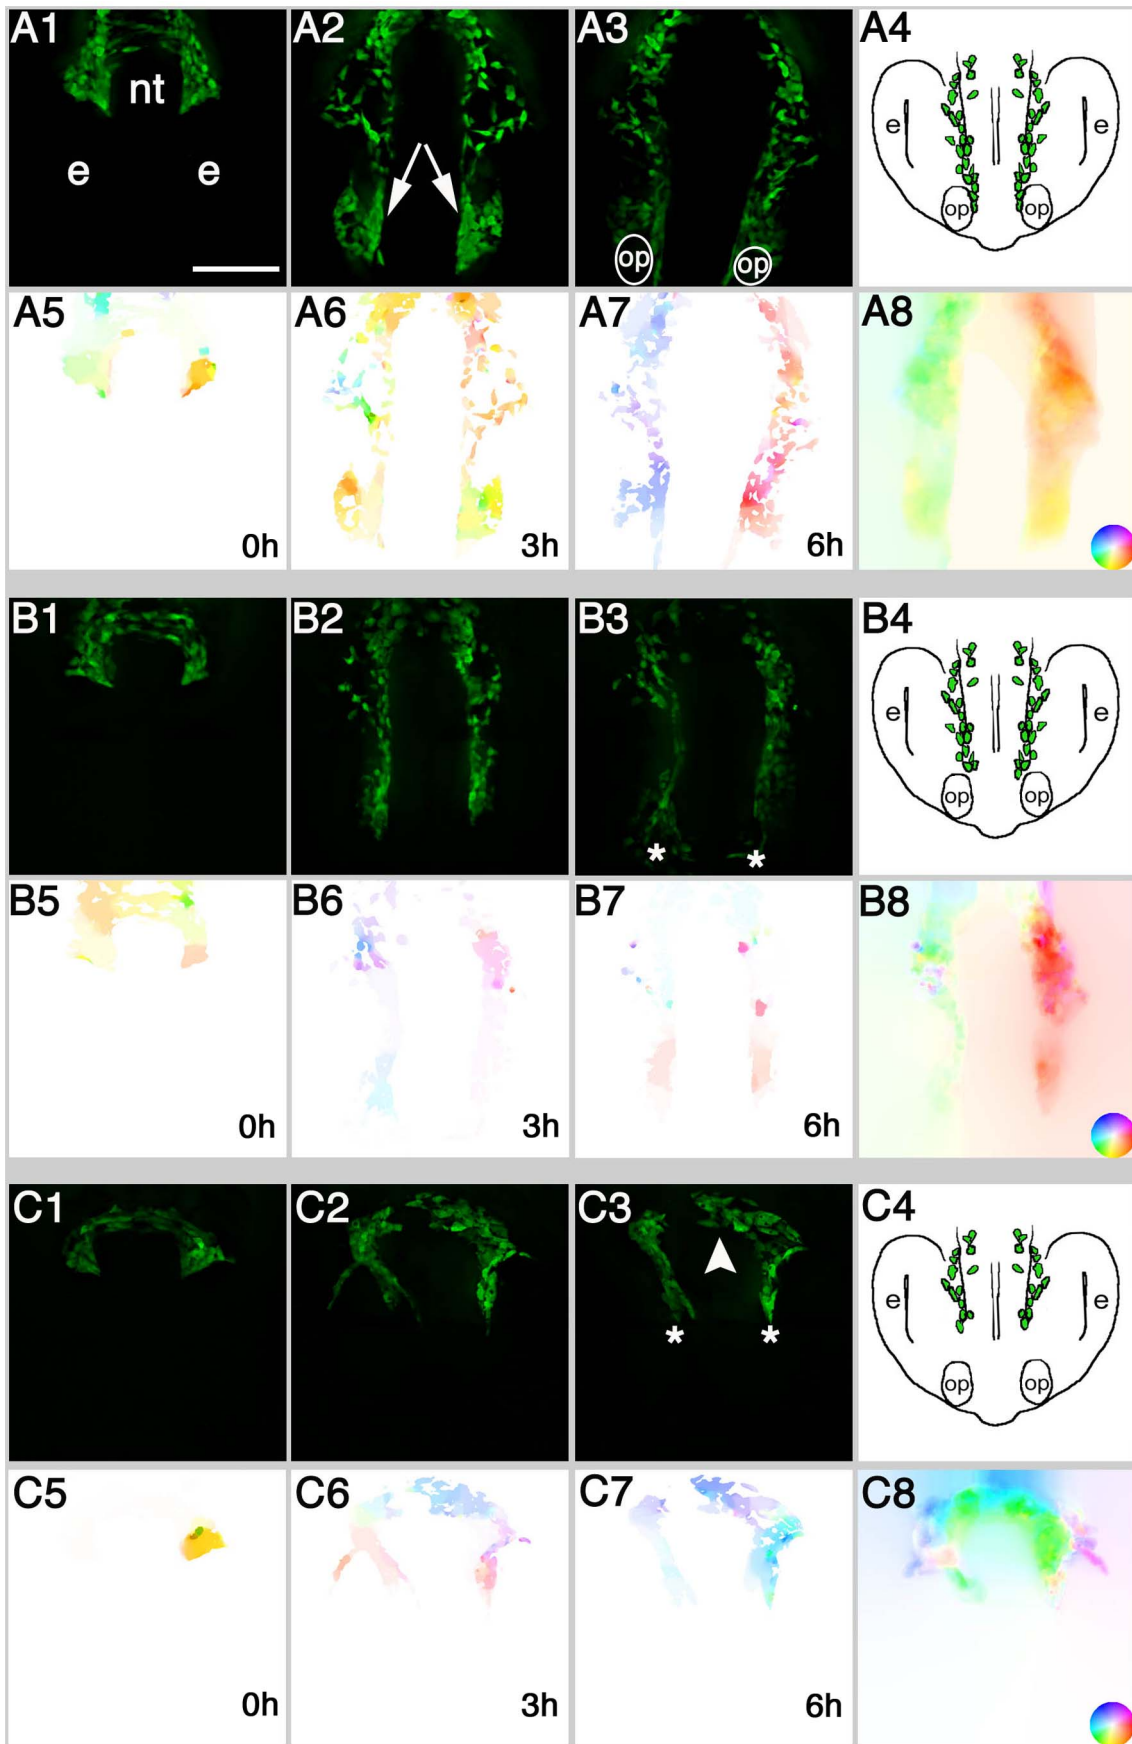 A1 A2 A3 A4
nt
e e e e
op op op op
A5 A6 A7 A8
0h 3h 6h
B1 B2 B3 B4
e e
op op
* *
B5 B6 B7 B8
0h 3h 6h
C1 C2 C3 C4
e e
* *
op op
C5 C6 C7 C8
0h 3h 6h